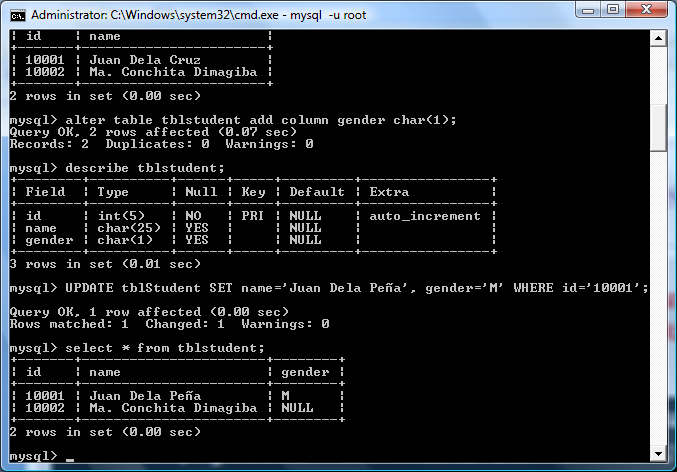 Administrator: C:\Windows\system32\cmd.exe - mysql -u root
| id | name |
| 10001 | Juan Dela Cruz |
| 10002 | Ma. Conchita Dimagiba |
2 rows in set (0.00 sec)
mysql> alter table tblstudent add column gender char(1);
Query OK, 2 rows affected (0.07 sec)
Records: 2 Duplicates: 0 Warnings: 0
mysql> describe tblstudent;
| Field | Type | Null | Key | Default | Extra |
| id | int(5) | NO | PRI | NULL | auto_increment |
| name | char(25) | YES | | NULL | |
| gender | char(1) | YES | | NULL | |
3 rows in set (0.01 sec)
mysql> UPDATE tblStudent SET name='Juan Dela Peña', gender='M' WHERE id='10001';
Query OK, 1 row affected (0.00 sec)
Rows matched: 1 Changed: 1 Warnings: 0
mysql> select * from tblstudent;
| id | name | gender |
| 10001 | Juan Dela Peña | M |
| 10002 | Ma. Conchita Dimagiba | NULL |
2 rows in set (0.00 sec)
mysql> _